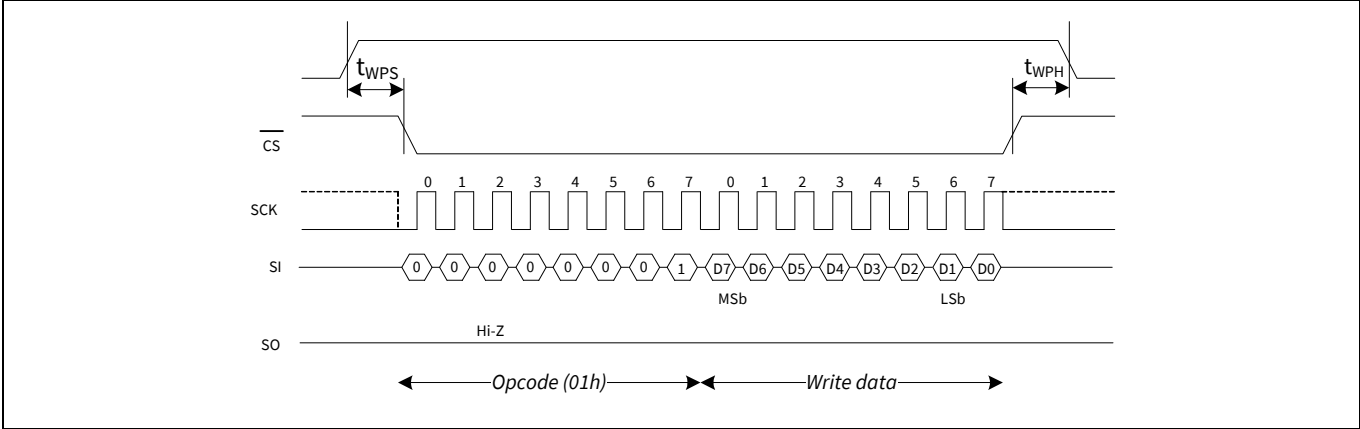 tWPS tWPH
CS
0 1 2 3 4 5 6 7 0 1 2 3 4 5 6 7
SCK
SI 0 0 0 0 0 0 0 1 D7 D6 D5 D4 D3 D2 D1 D0
MSb LSb
Hi-Z
SO
Opcode (01h) Write data